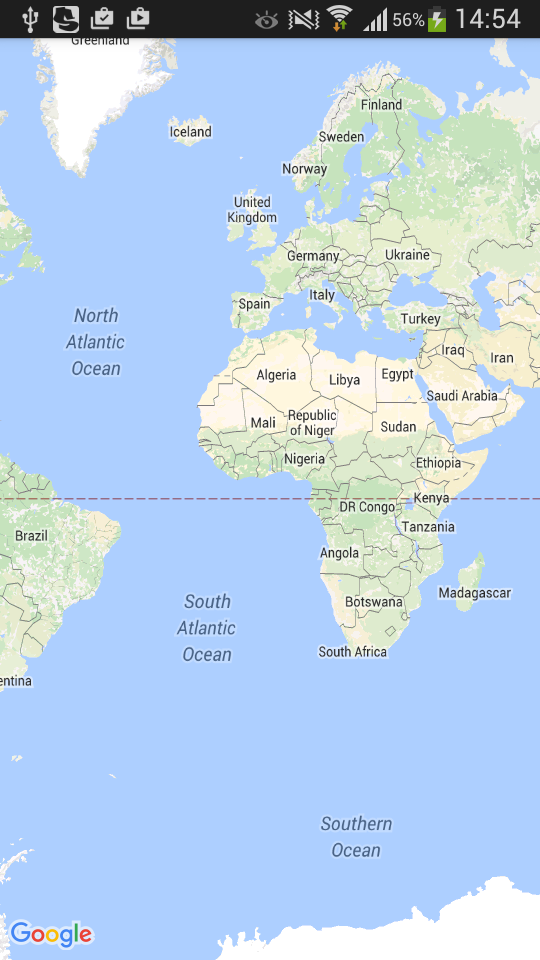 56% 14:54
Greenland
Finland
Iceland
Sweden
Norway
United
Kingdom
Germany
Ukraine
Italy
Spain
North
Atlantic
Ocean
Turkey
Iraq
Iran
Algeria
Libya
Egypt
Saudi Arabia
Mali
Republic
of Niger
Sudan
Nigeria
Ethiopia
Kenya
DR Congo
Brazil
Tanzania
Angola
Madagascar
Botswana
South
Atlantic
Ocean
South Africa
entina
Southern
Ocean
Google